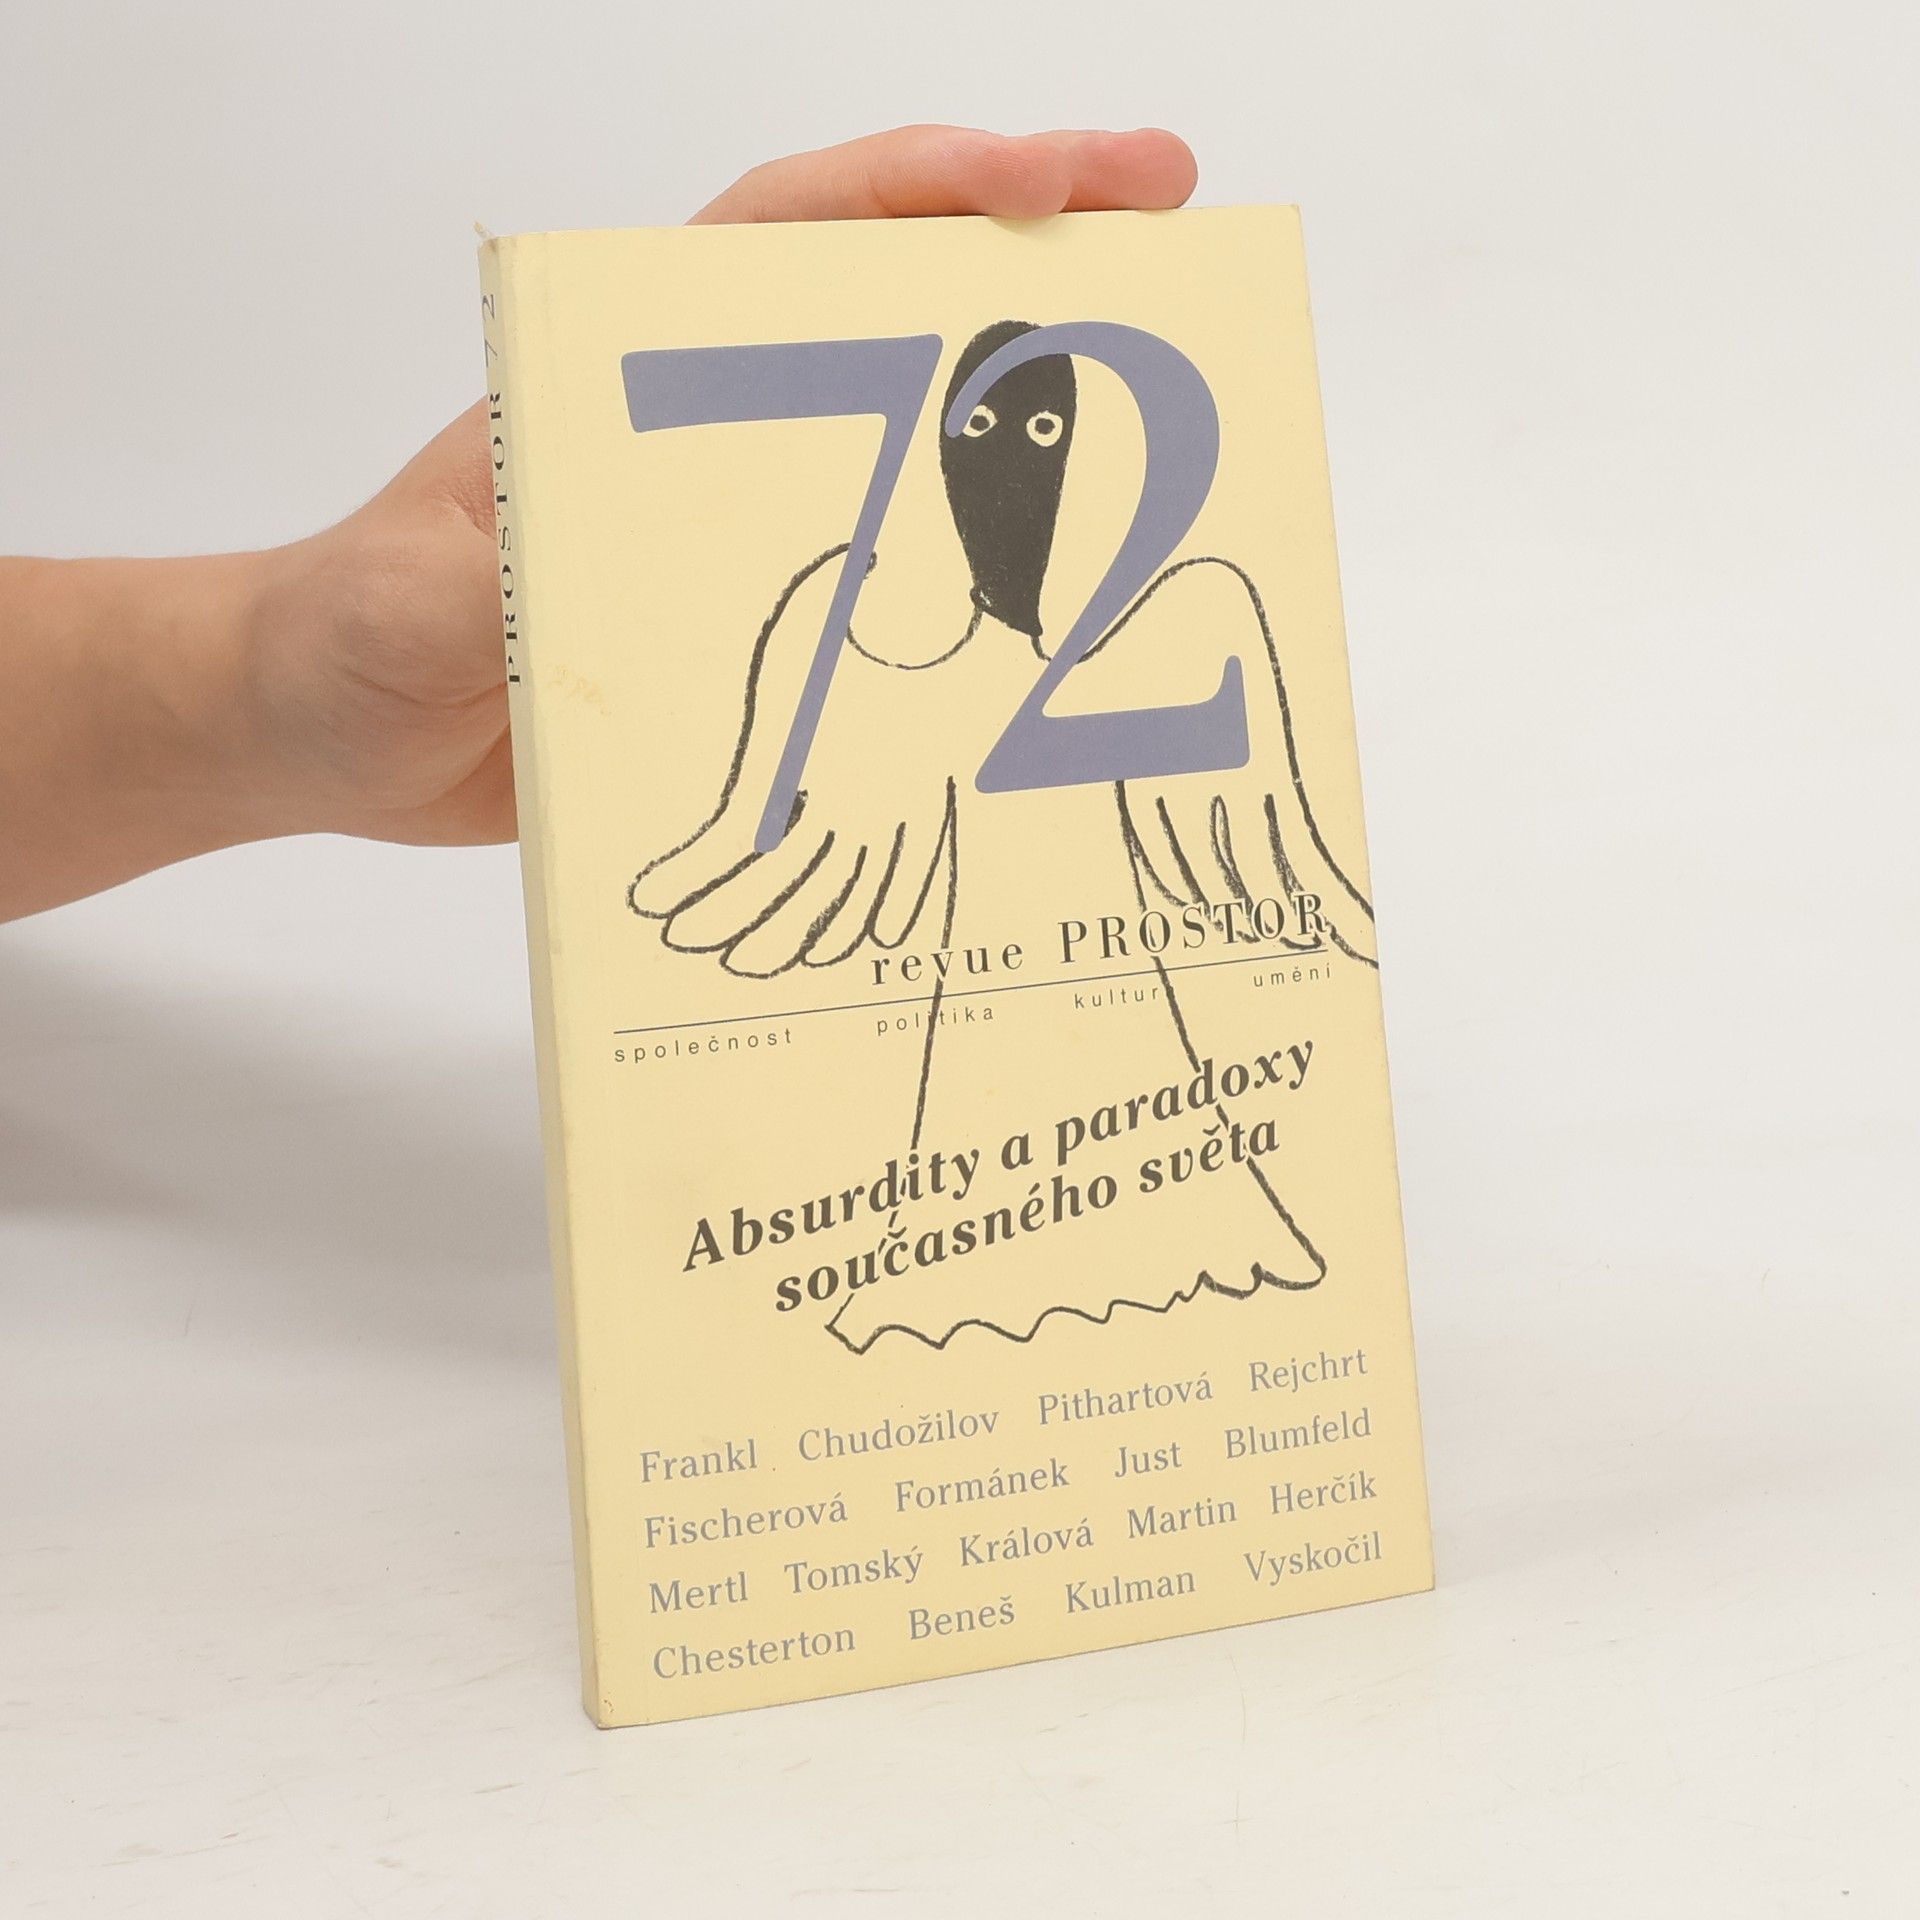 PROSTOR 72
72
revue PROSTOR
společnost politika kultura umění
Absurdity a paradoxy
současného světa
Frankl Chudožilov Pithartová Rejchrt
Fischerová Formánek Just Blumfeld
Mertl Tomský Králová Martin Herčík
Chesterton Beneš Kulman Vyskočil